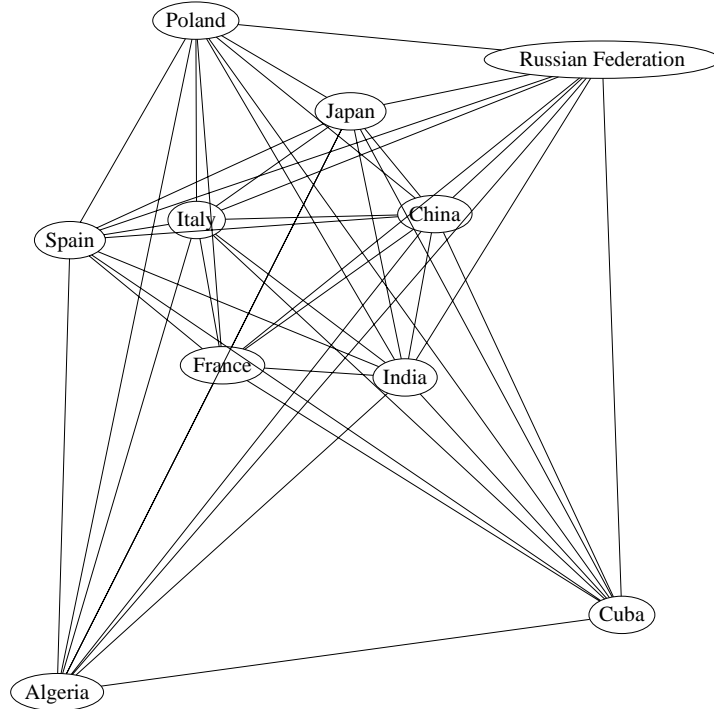 Poland
Russian Federation
Japan
Italy
China
Spain
France
India
Cuba
Algeria